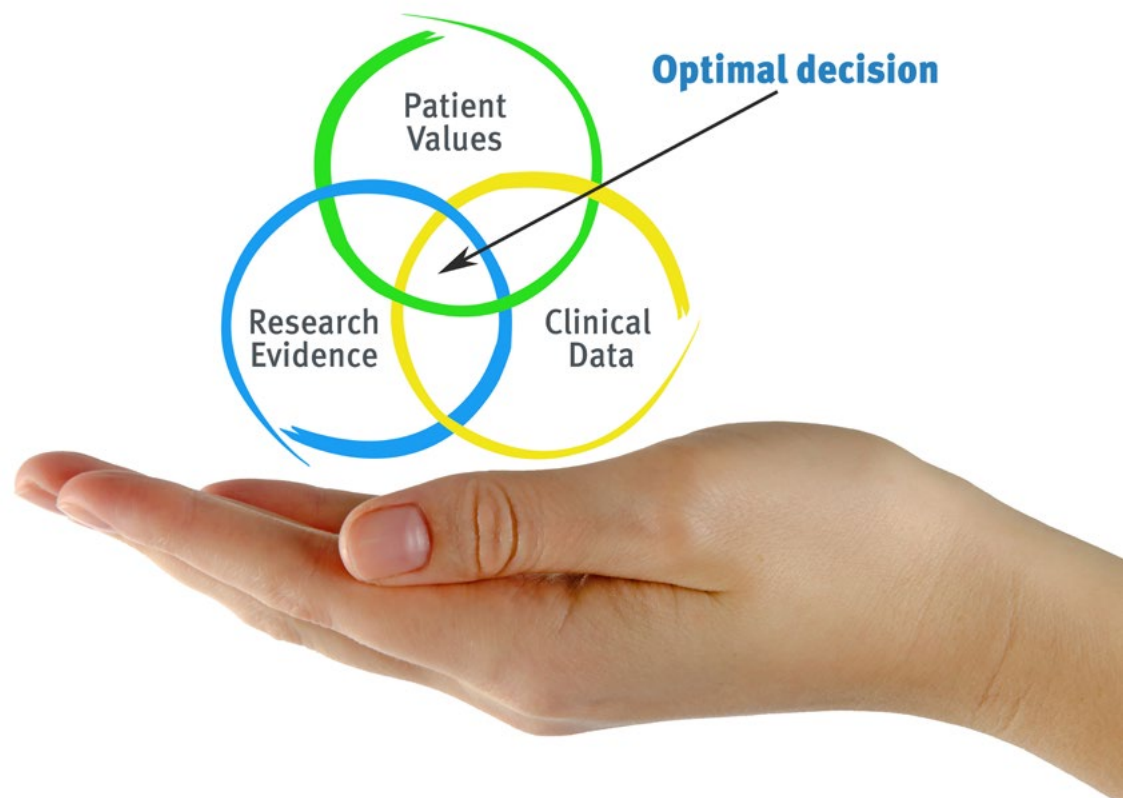 Optimal decision
Patient
Values
Research
Evidence
Clinical
Data